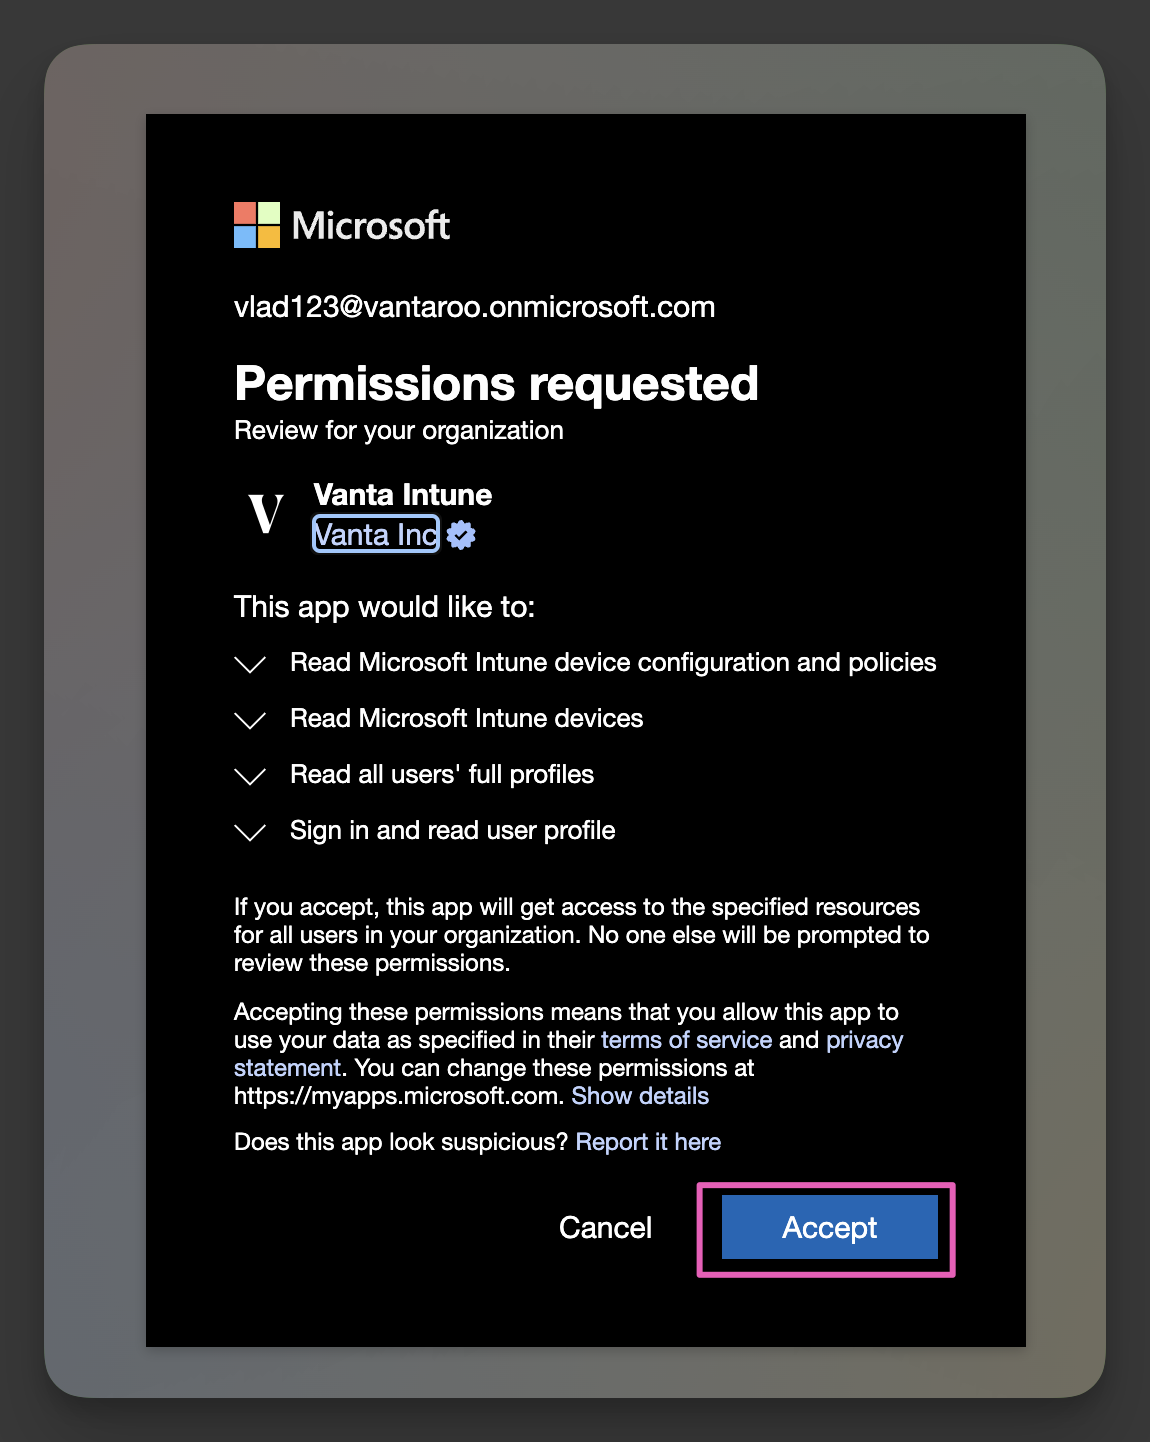 Microsoft
vlad123@vantaroo.onmicrosoft.com
Permissions requested
Review for your organization
V
Vanta Intune
Vanta Inc
This app would like to:
Read Microsoft Intune device configuration and policies
Read Microsoft Intune devices
Read all users' full profiles
Sign in and read user profile
If you accept, this app will get access to the specified resources
for all users in your organization. No one else will be prompted to
review these permissions.
Accepting these permissions means that you allow this app to
use your data as specified in their terms of service and privacy
statement. You can change these permissions at
https://myapps.microsoft.com. Show details
Does this app look suspicious? Report it here
Cancel
Accept